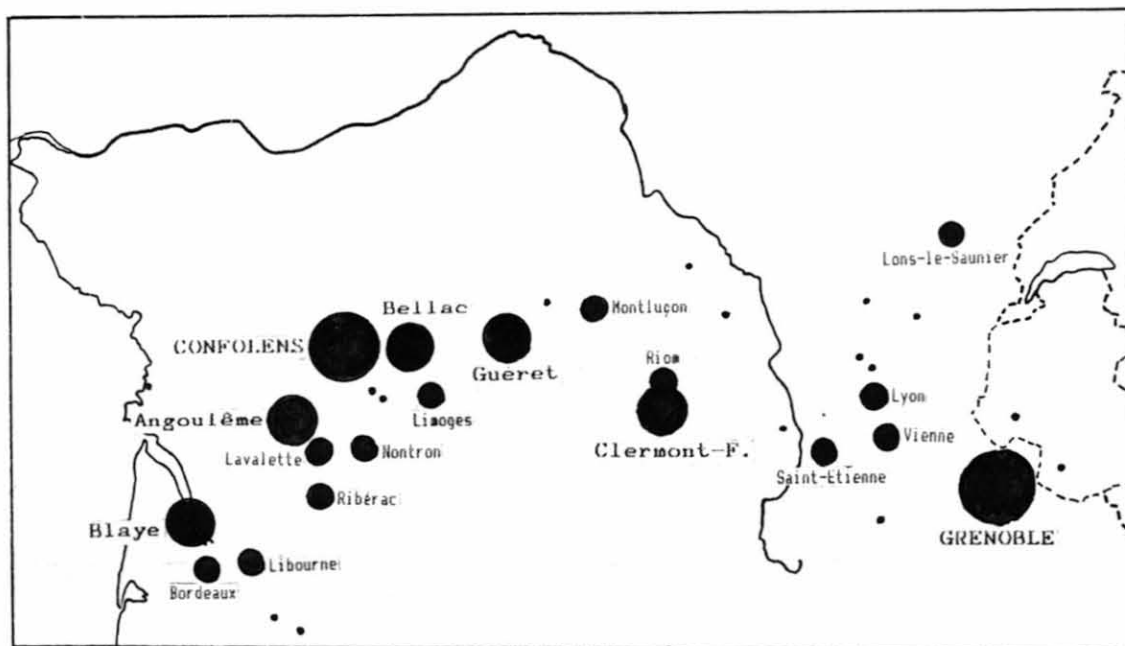 Lons-le-Saunier
Bellac
Montluçon
CONFOLENS
Riom
Guéret
Lyon
Limoges
Angoulême
Vienne
Nontron
Lavalette
Clermont-F.
Saint-Etienne
Ribérac
Blaye
GRENOBLE
Libourne
Bordeaux